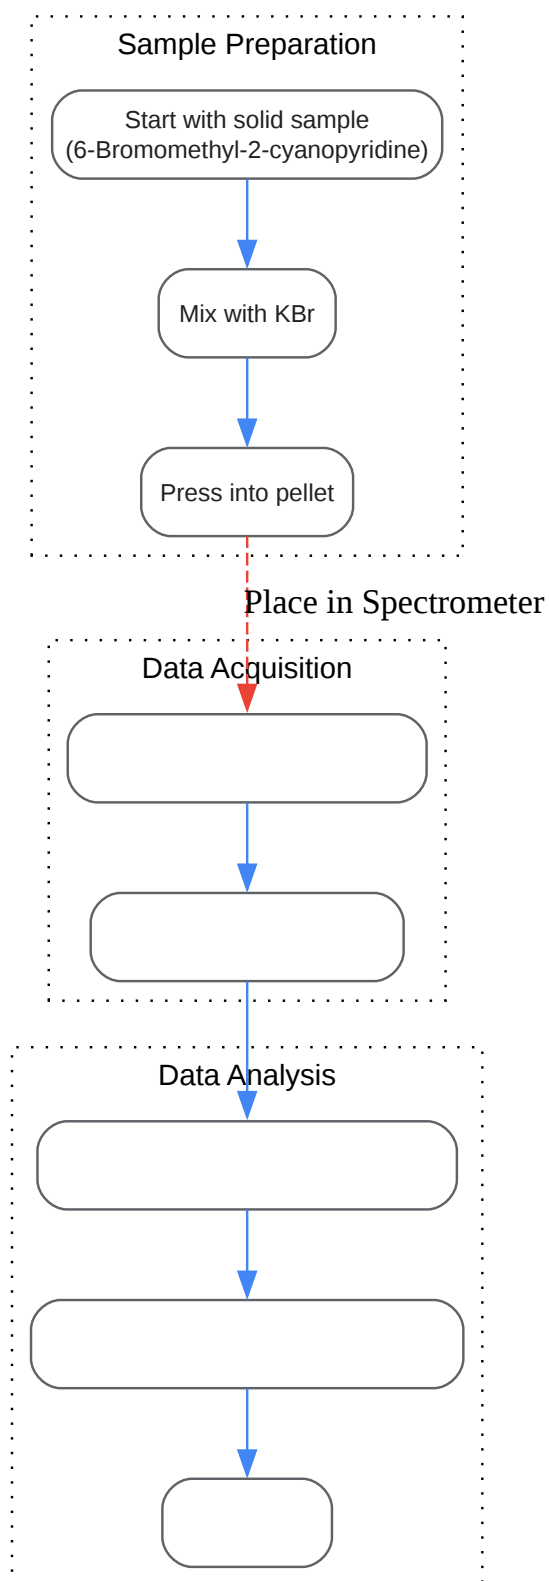 Sample Preparation
Start with solid sample
(6-Bromomethyl-2-cyanopyridine)
Mix with KBr
Press into pellet
Place in Spectrometer
Data Acquisition
Data Analysis